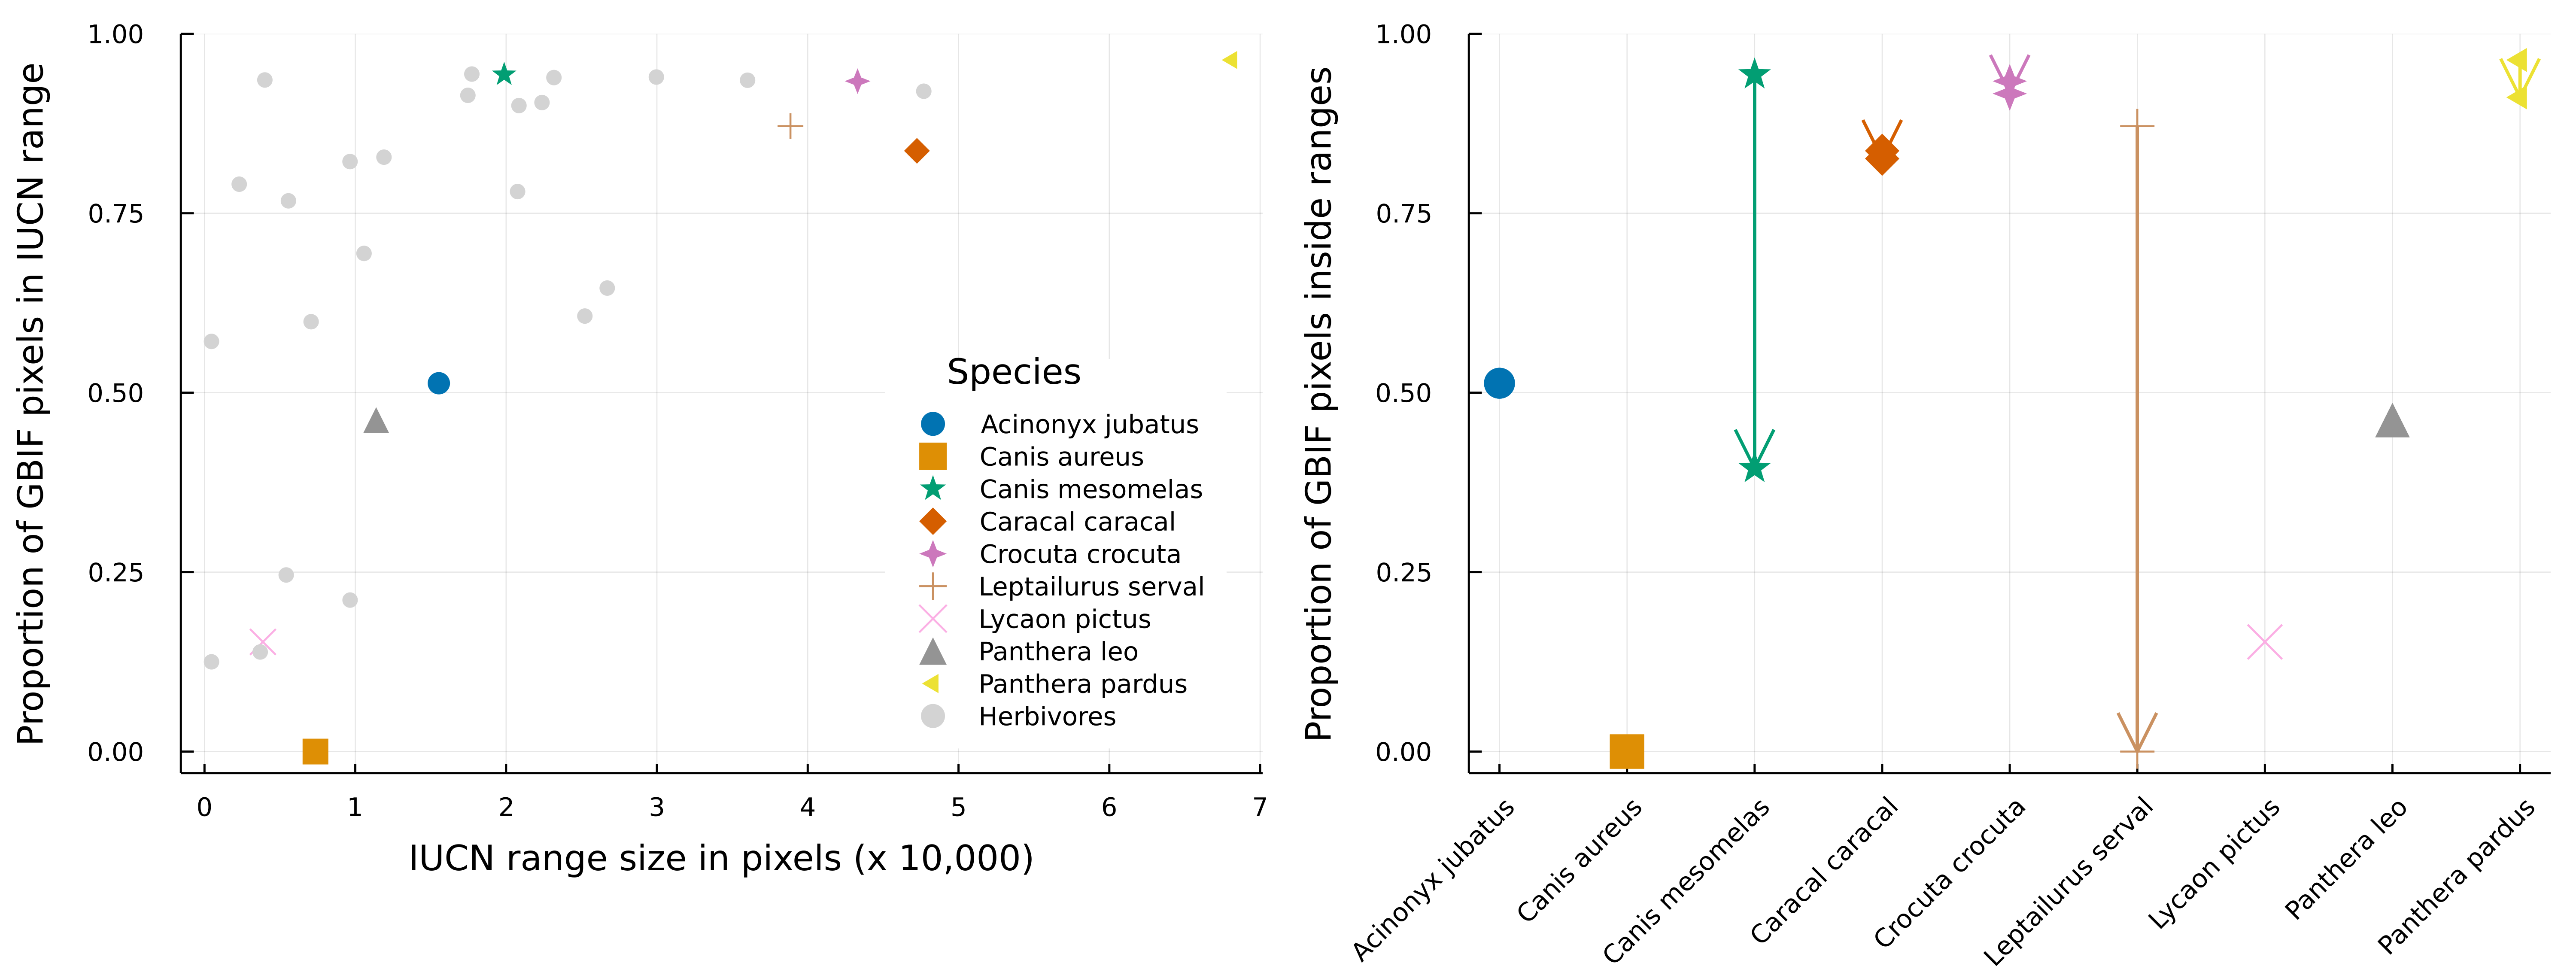 Proportion of GBIF pixels in IUCN range
1.00
0.75
0.50
0.25
0.00
0 1 2 3 4 5 6 7
IUCN range size in pixels (x 10,000)
Species
Acinonyx jubatus
Canis aureus
Canis mesomelas
Caracal caracal
Crocuta crocuta
Leptailurus serval
Lycaon pictus
Panthera leo
Panthera pardus
Herbivores
Proportion of GBIF pixels inside ranges
1.00
0.75
0.50
0.25
0.00
Acinonyx jubatus
Canis aureus
Canis mesomelas
Caracal caracal
Crocuta crocuta
Leptailurus serval
Lycaon pictus
Panthera leo
Panthera pardus